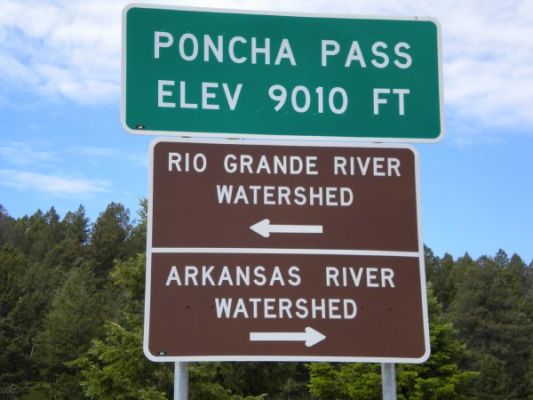 PONCHA PASS
ELEV 9010 FT
RIO GRANDE RIVER
WATERSHED
ARKANSAS RIVER
WATERSHED